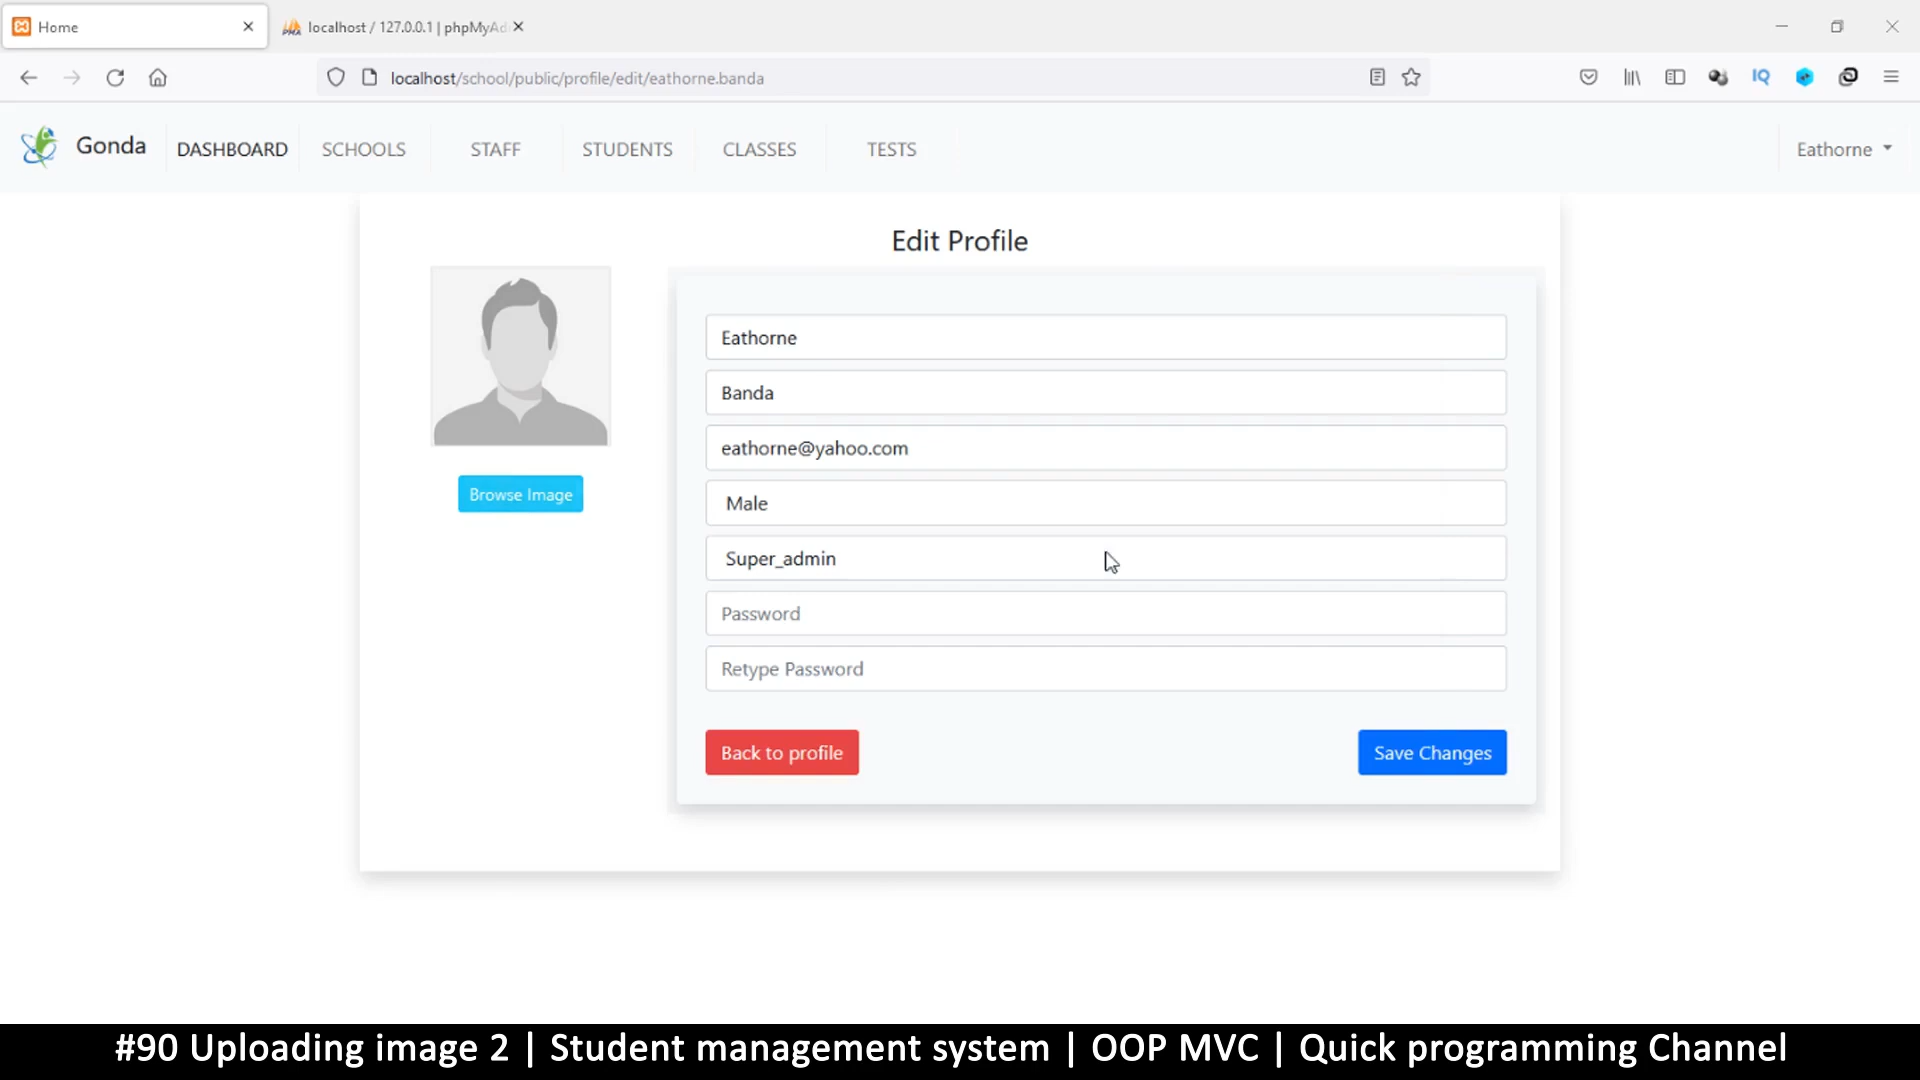 Home
localhost / 127.0.0.1 | phpMyAd
localhost/school/public/profile/edit/eathorne.banda
IQ
Gonda
DASHBOARD
SCHOOLS
STAFF
STUDENTS
CLASSES
TESTS
Eathorne
Edit Profile
Browse Image
Eathorne
Banda
eathorne@yahoo.com
Male
Super_admin
Password
Retype Password
Back to profile
Save Changes
#90 Uploading image 2 | Student management system | OOP MVC | Quick programming Channel